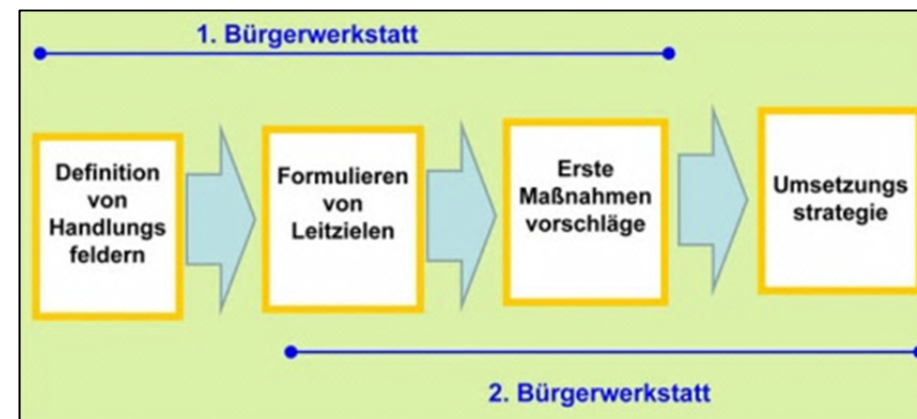 1. Bürgerwerkstatt
Definition
von
Handlungs
feldern
Formulieren
von
Leitzielen
Erste
Maßnahmen
vorschläge
Umsetzungs
strategie
2. Bürgerwerkstatt